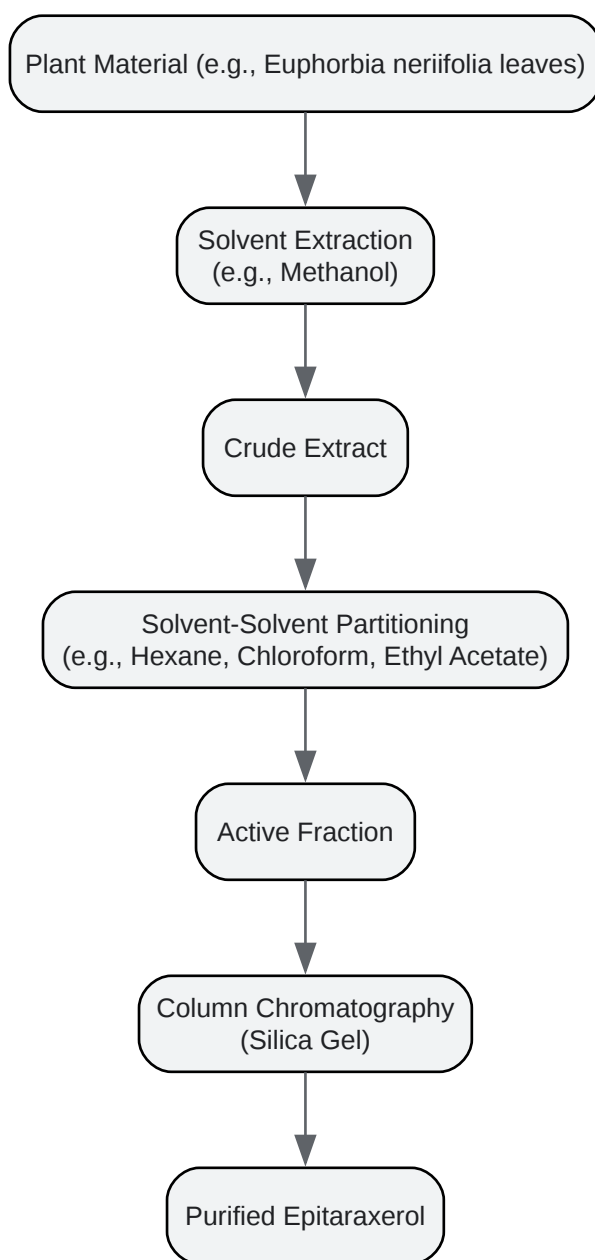 Plant Material (e.g., Euphorbia neriifolia leaves)
Solvent Extraction
(e.g., Methanol)
Crude Extract
Solvent-Solvent Partitioning
(e.g., Hexane, Chloroform, Ethyl Acetate)
Active Fraction
Column Chromatography
(Silica Gel)
Purified Epitaraxerol